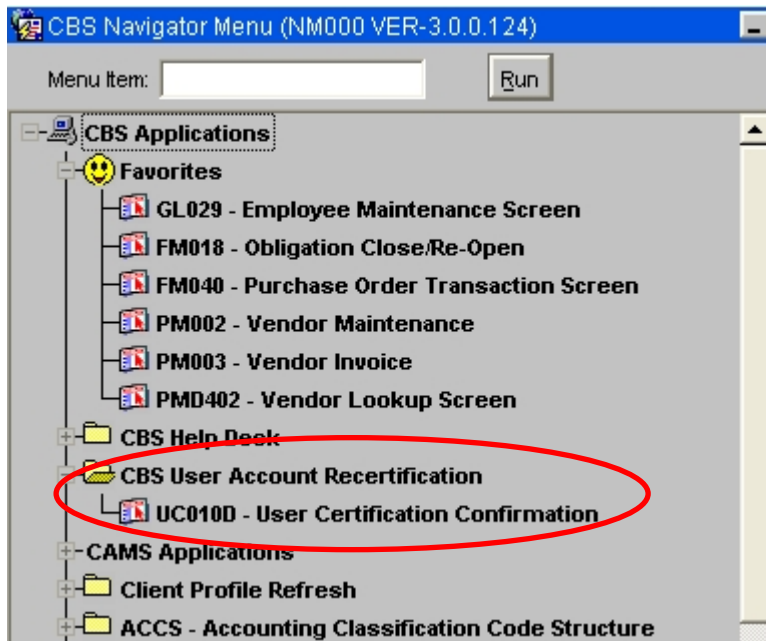 CBS Navigator Menu (NM000 VER-3.0.0.124)
Menu Item:
Run
CBS Applications
Favorites
GL029 - Employee Maintenance Screen
FM018 - Obligation Close/Re-Open
FM040 - Purchase Order Transaction Screen
PM002 - Vendor Maintenance
PM003 - Vendor Invoice
PMD402 - Vendor Lookup Screen
CBS Help Desk
CBS User Account Recertification
UC010D - User Certification Confirmation
CAMS Applications
Client Profile Refresh
ACCS - Accounting Classification Code Structure